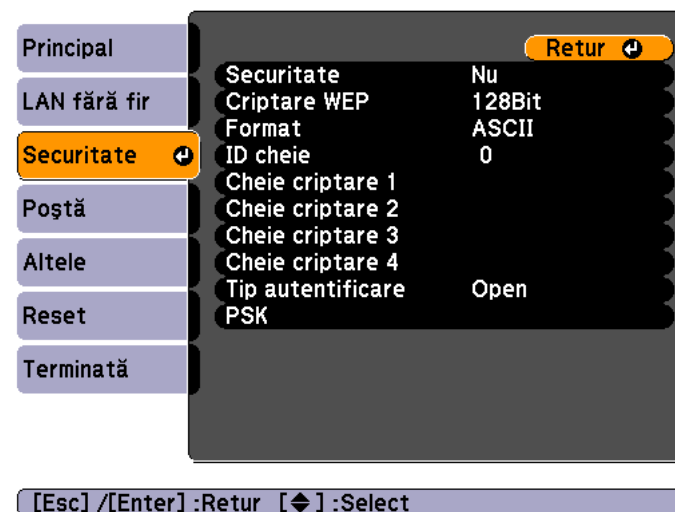 Principal
LAN fără fir
Securitate
Poştă
Altele
Reset
Terminată
Retur
Securitate Nu
Criptare WEP 128Bit
Format ASCII
ID cheie 0
Cheie criptare 1
Cheie criptare 2
Cheie criptare 3
Cheie criptare 4
Tip autentificare Open
PSK
[Esc] /[Enter] :Retur [◆] :Select